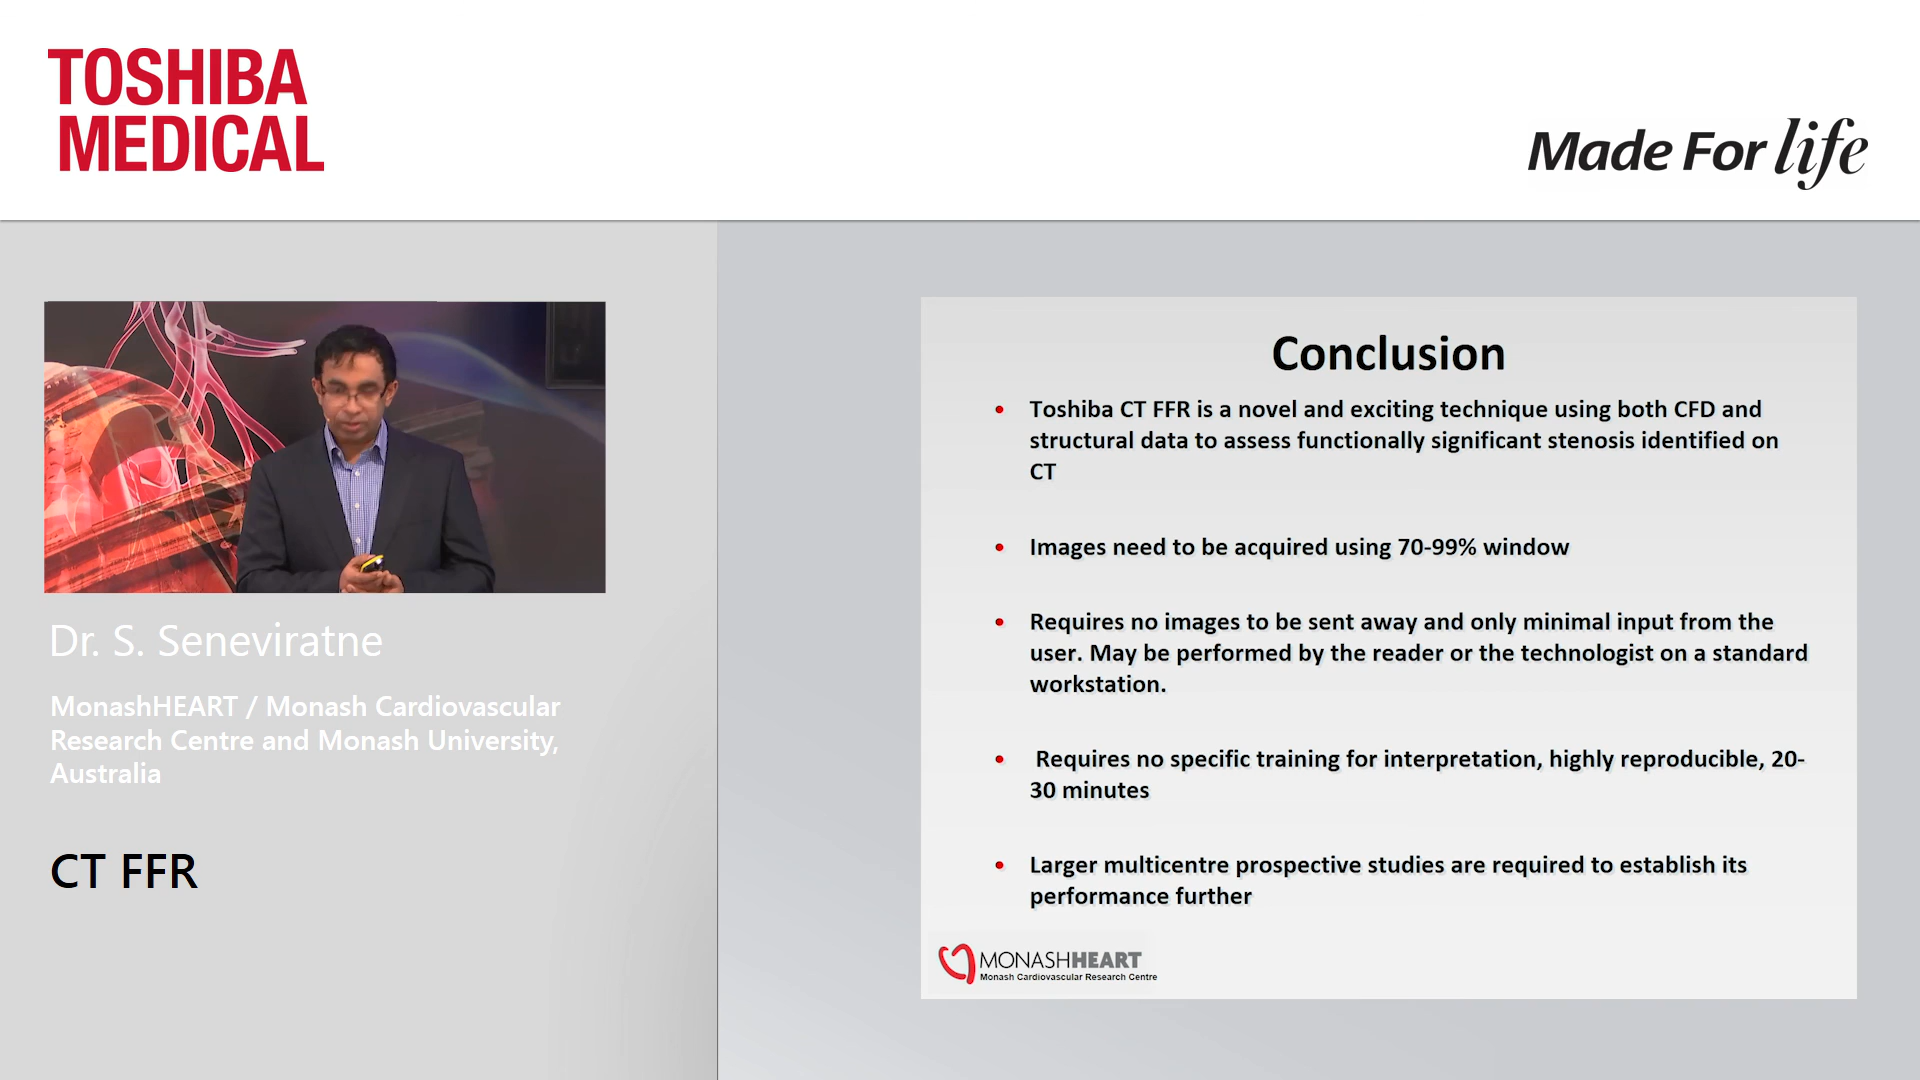 TOSHIBA
MEDICAL
Made For life
Dr. S. Seneviratne
MonashHEART / Monash Cardiovascular
Research Centre and Monash University,
Australia
CT FFR
Conclusion
• Toshiba CT FFR is a novel and exciting technique using both CFD and
structural data to assess functionally significant stenosis identified on
CT
• Images need to be acquired using 70-99% window
• Requires no images to be sent away and only minimal input from the
user. May be performed by the reader or the technologist on a standard
workstation.
• Requires no specific training for interpretation, highly reproducible, 20-
30 minutes
• Larger multicentre prospective studies are required to establish its
performance further
MONASHHEART
Monash Cardiovascular Research Centre